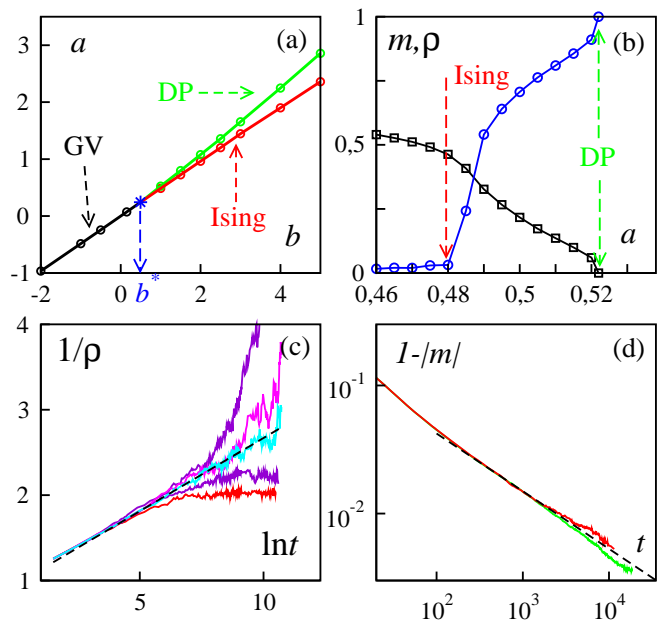 a (a)
3
2
1
0
-1
DP
GV
Ising
b
-2 0 b* 2 4
m,ρ (b)
1
0,5
0
Ising
DP
a
0,46 0,48 0,5 0,52
1/ρ (c)
4
3
2
1
lnt
5 10
1-|m| (d)
10⁻¹
10⁻²
t
10² 10³ 10⁴